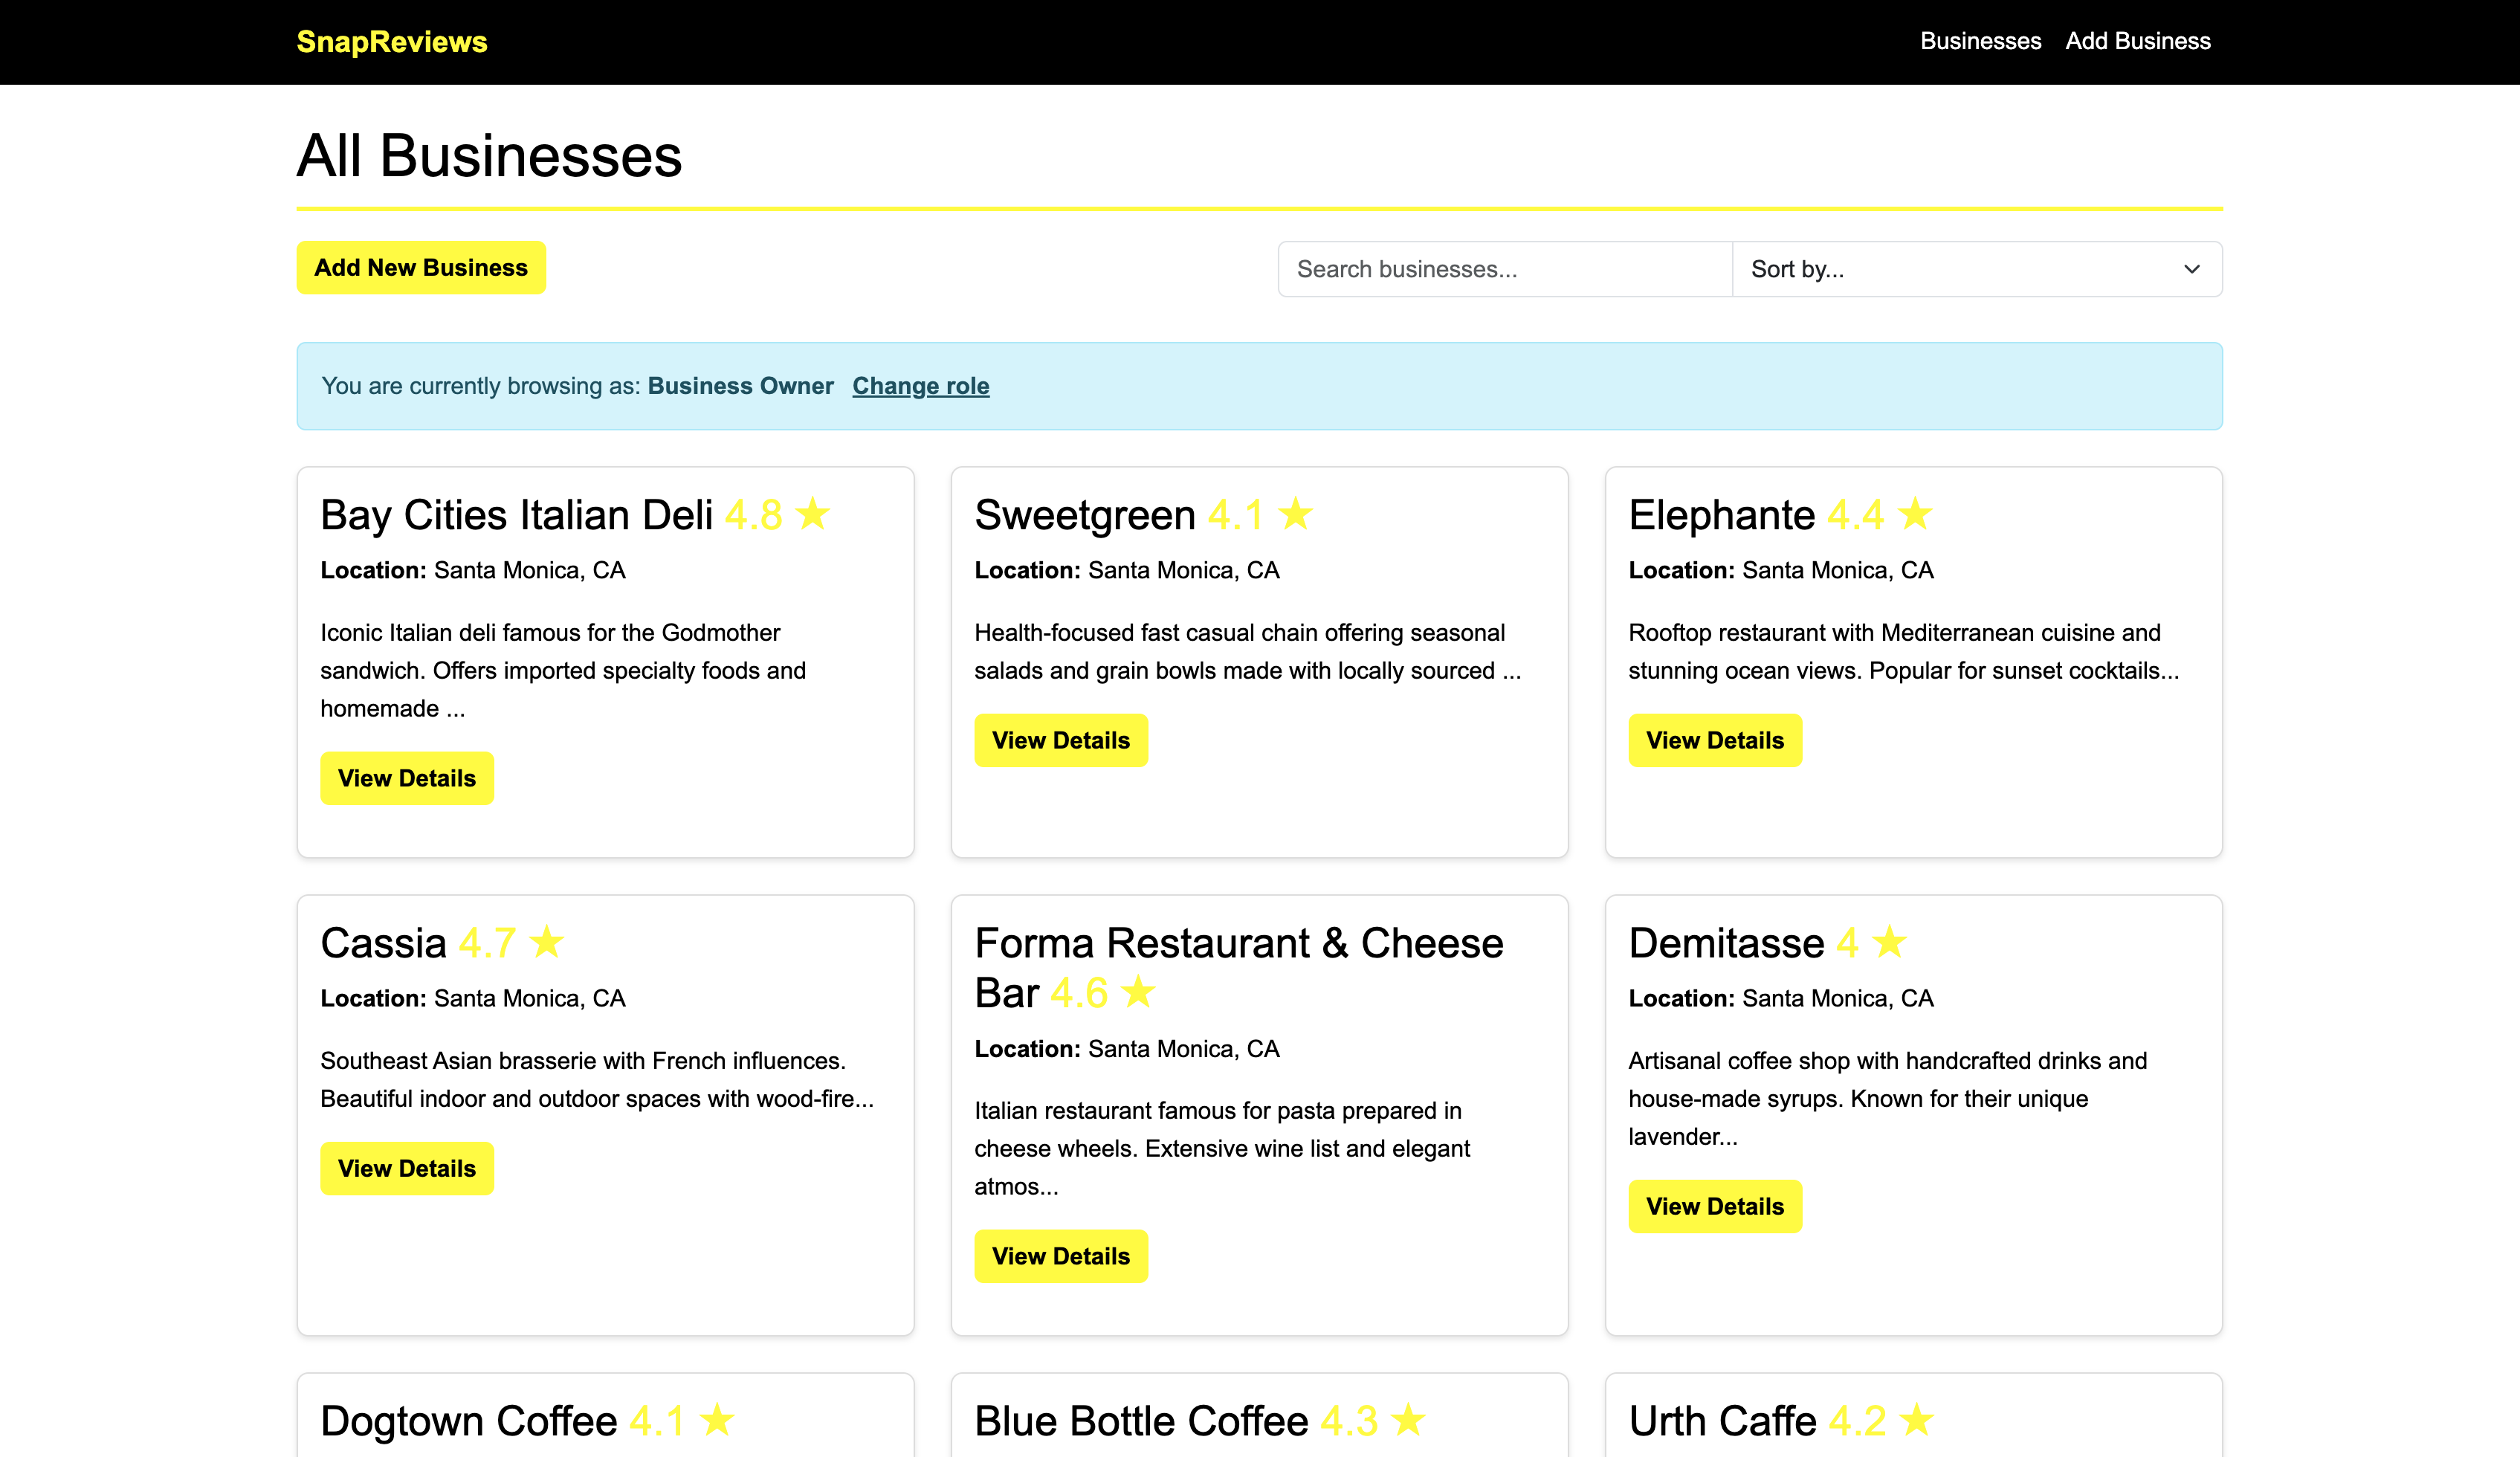 SnapReviews
Businesses Add Business
All Businesses
Add New Business
Search businesses...
Sort by...
You are currently browsing as: Business Owner Change role
Bay Cities Italian Deli 4.8 ★
Location: Santa Monica, CA
Iconic Italian deli famous for the Godmother
sandwich. Offers imported specialty foods and
homemade ...
View Details
Sweetgreen 4.1 ★
Location: Santa Monica, CA
Health-focused fast casual chain offering seasonal
salads and grain bowls made with locally sourced ...
View Details
Elephante 4.4 ★
Location: Santa Monica, CA
Rooftop restaurant with Mediterranean cuisine and
stunning ocean views. Popular for sunset cocktails...
View Details
Cassia 4.7 ★
Location: Santa Monica, CA
Southeast Asian brasserie with French influences.
Beautiful indoor and outdoor spaces with wood-fire...
View Details
Forma Restaurant & Cheese
Bar 4.6 ★
Location: Santa Monica, CA
Italian restaurant famous for pasta prepared in
cheese wheels. Extensive wine list and elegant
atmos...
View Details
Demitasse 4 ★
Location: Santa Monica, CA
Artisanal coffee shop with handcrafted drinks and
house-made syrups. Known for their unique
lavender...
View Details
Dogtown Coffee 4.1 ★
Blue Bottle Coffee 4.3 ★
Urth Caffe 4.2 ★